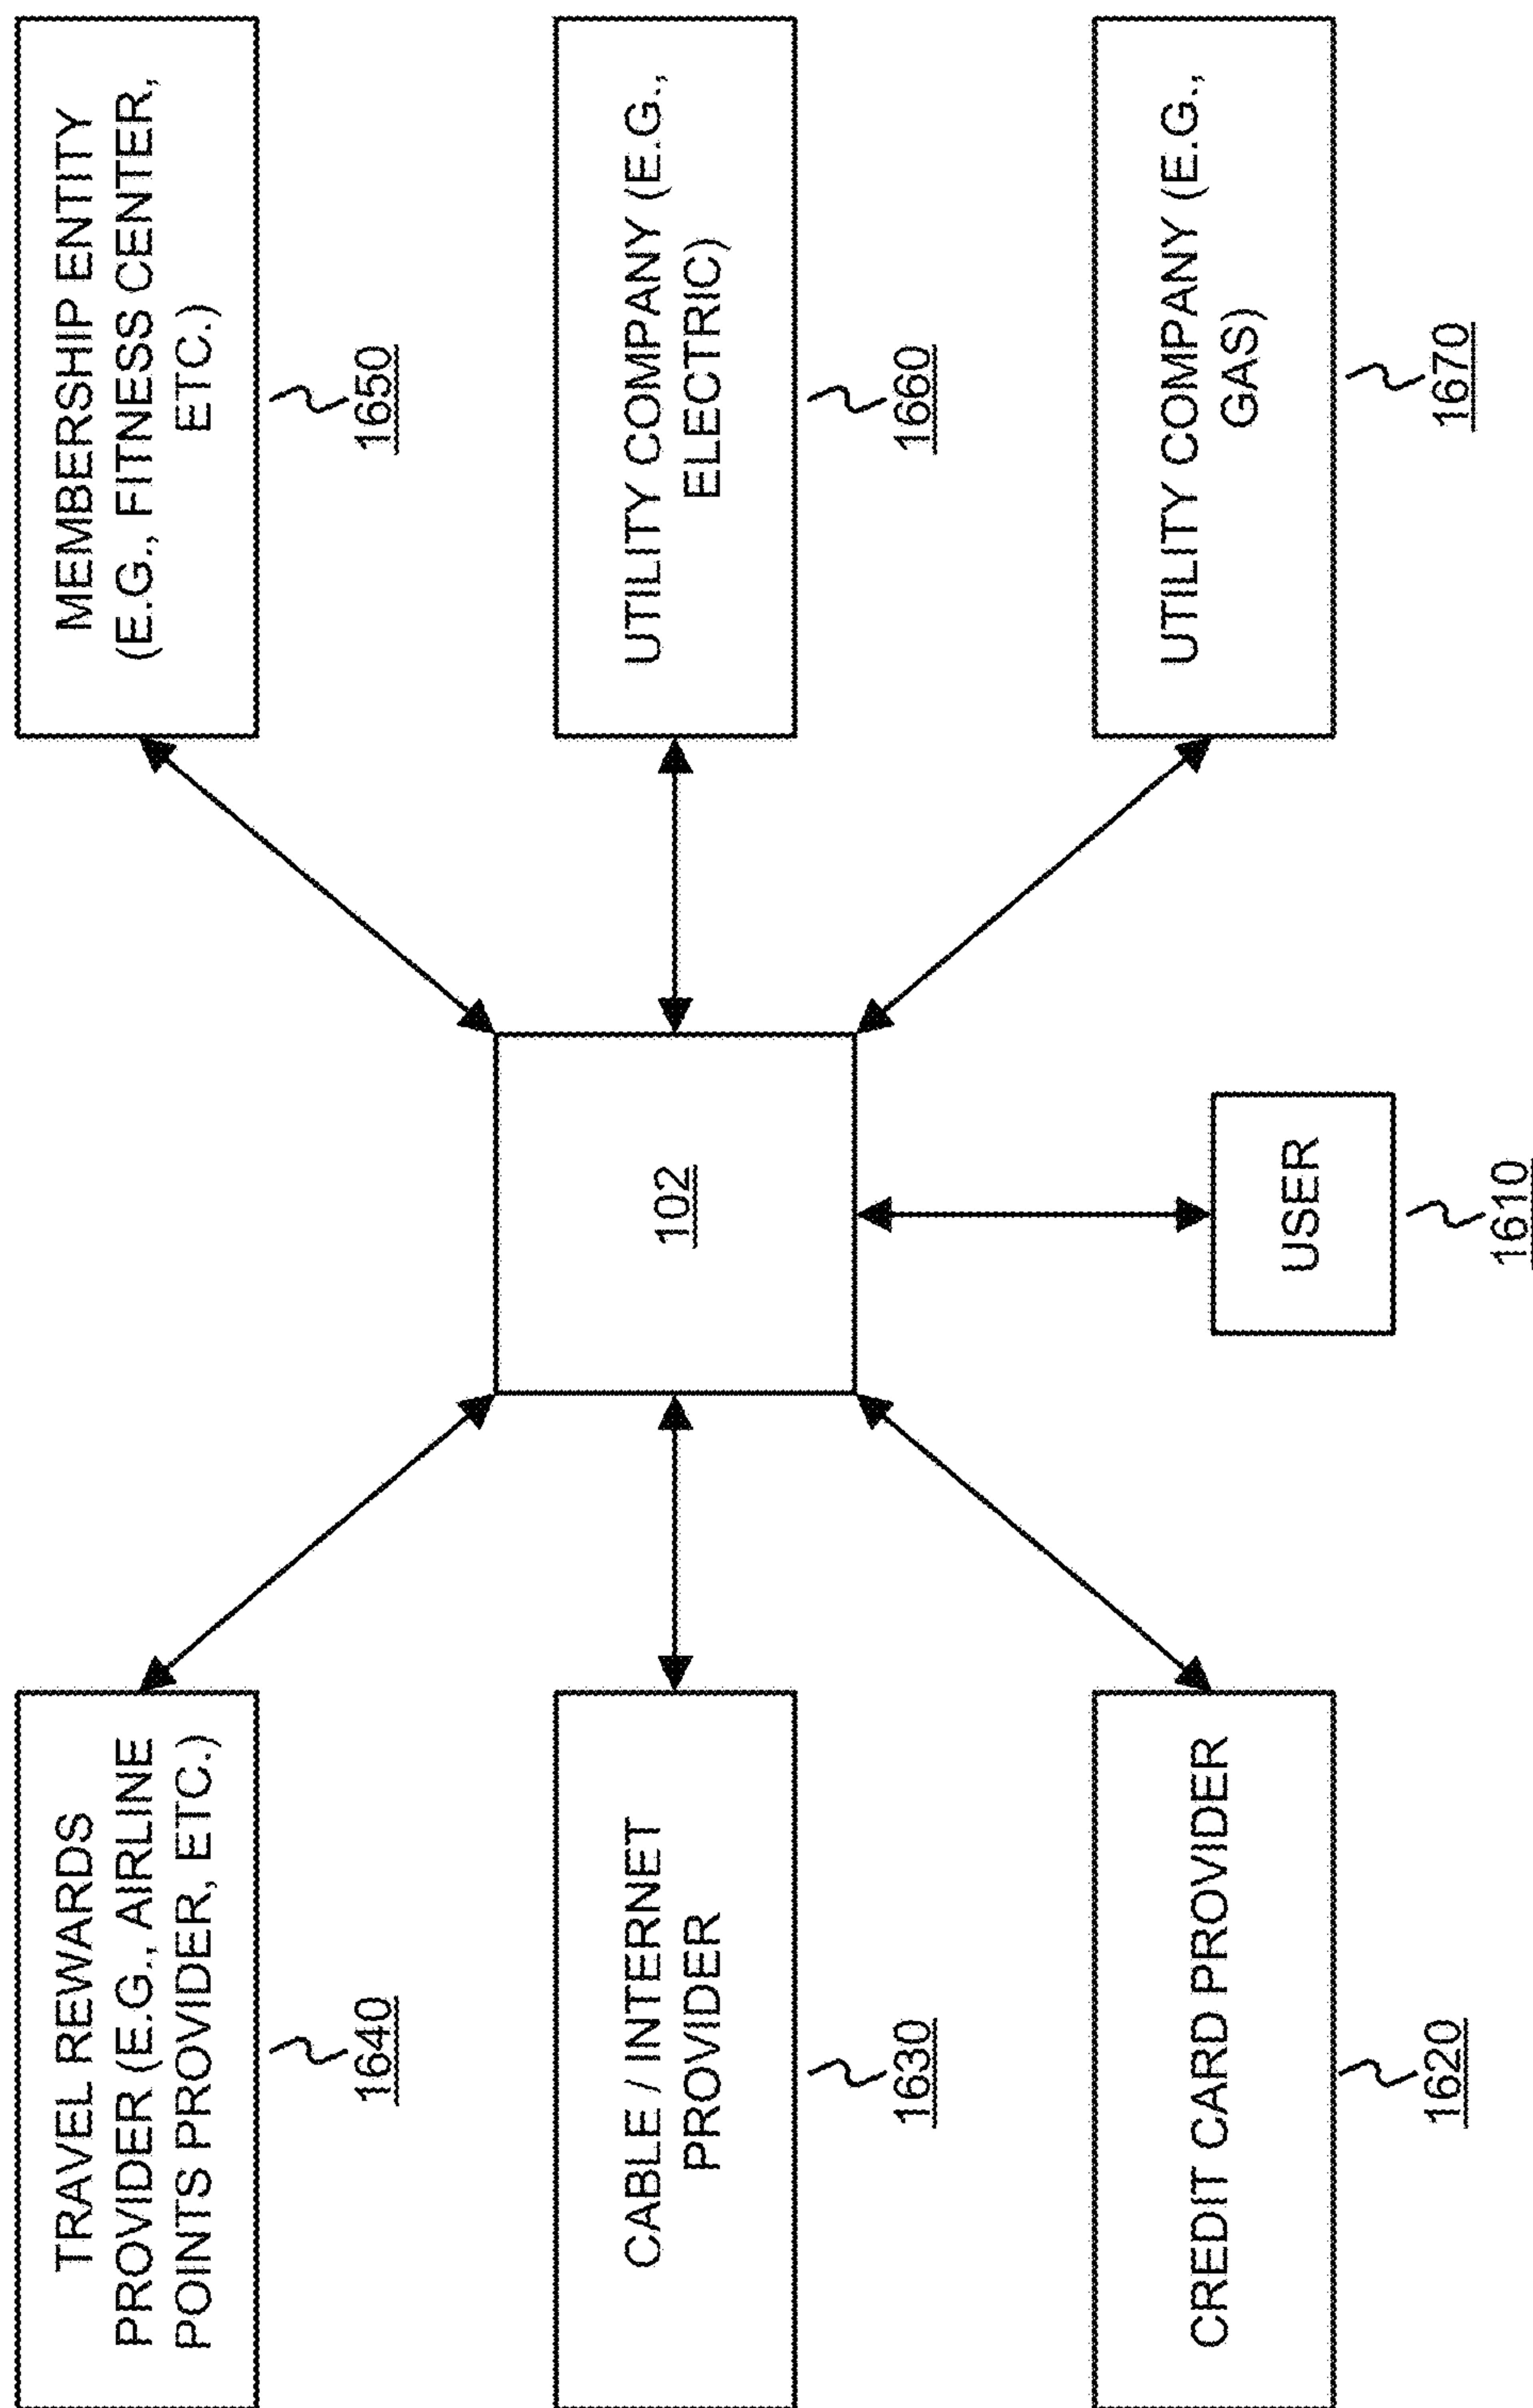 TRAVEL REWARDS
PROVIDER (E.G., AIRLINE
POINTS PROVIDER, ETC.)
1640
MEMBERSHIP ENTITY
(E.G., FITNESS CENTER,
ETC.)
1650
CABLE / INTERNET
PROVIDER
1630
102
UTILITY COMPANY (E.G.,
ELECTRIC)
1660
CREDIT CARD PROVIDER
1620
USER
1610
UTILITY COMPANY (E.G.,
GAS)
1670